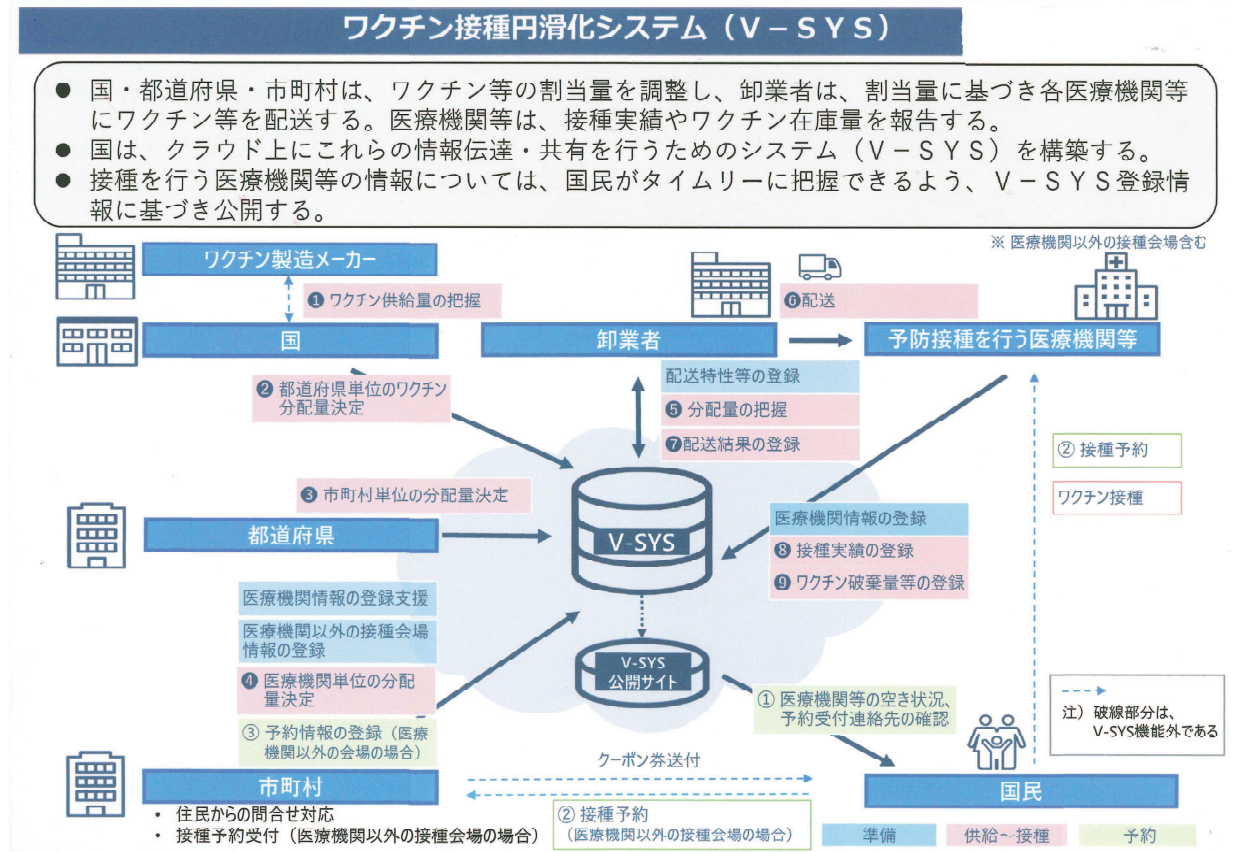 ワクチン接種円滑化システム（Ｖ－ＳＹＳ）
● 国・都道府県・市町村は、ワクチン等の割当量を調整し、卸業者は、割当量に基づき各医療機関等
にワクチン等を配送する。医療機関等は、接種実績やワクチン在庫量を報告する。
● 国は、クラウド上にこれらの情報伝達・共有を行うためのシステム（Ｖ－ＳＹＳ）を構築する。
● 接種を行う医療機関等の情報については、国民がタイムリーに把握できるよう、Ｖ－ＳＹＳ登録情
報に基づき公開する。
※ 医療機関以外の接種会場含む
ワクチン製造メーカー
❶ ワクチン供給量の把握
❻配送
国
卸業者
予防接種を行う医療機関等
❷ 都道府県単位のワクチン
分配量決定
配送特性等の登録
❺ 分配量の把握
❼配送結果の登録
② 接種予約
ワクチン接種
❸ 市町村単位の分配量決定
都道府県
V-SYS
医療機関情報の登録
❽ 接種実績の登録
❾ ワクチン破棄量等の登録
医療機関情報の登録支援
医療機関以外の接種会場
情報の登録
❹ 医療機関単位の分配
量決定
③ 予約情報の登録（医療
機関以外の会場の場合）
V-SYS
公開サイト
① 医療機関等の空き状況、
予約受付連絡先の確認
注）破線部分は、
V-SYS機能外である
クーポン券送付
市町村
国民
・ 住民からの問合せ対応
・ 接種予約受付（医療機関以外の接種会場の場合）
② 接種予約
（医療機関以外の接種会場の場合）
準備
供給～接種
予約